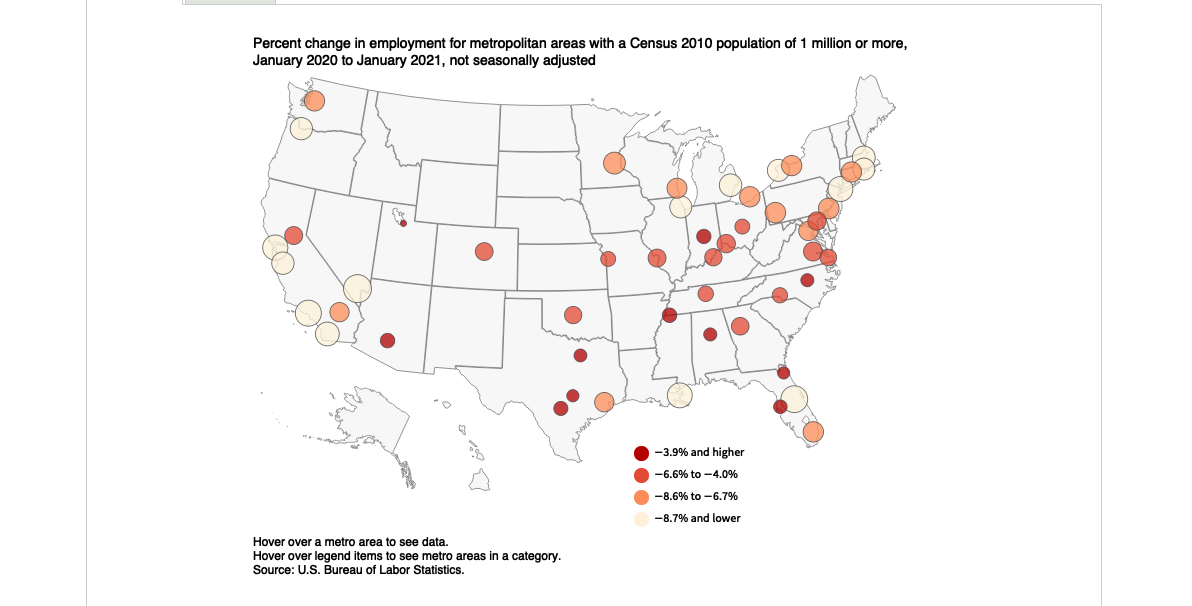 Percent change in employment for metropolitan areas with a Census 2010 population of 1 million or more,
January 2020 to January 2021, not seasonally adjusted
−3.9% and higher
−6.6% to −4.0%
−8.6% to −6.7%
−8.7% and lower
Hover over a metro area to see data.
Hover over legend items to see metro areas in a category.
Source: U.S. Bureau of Labor Statistics.